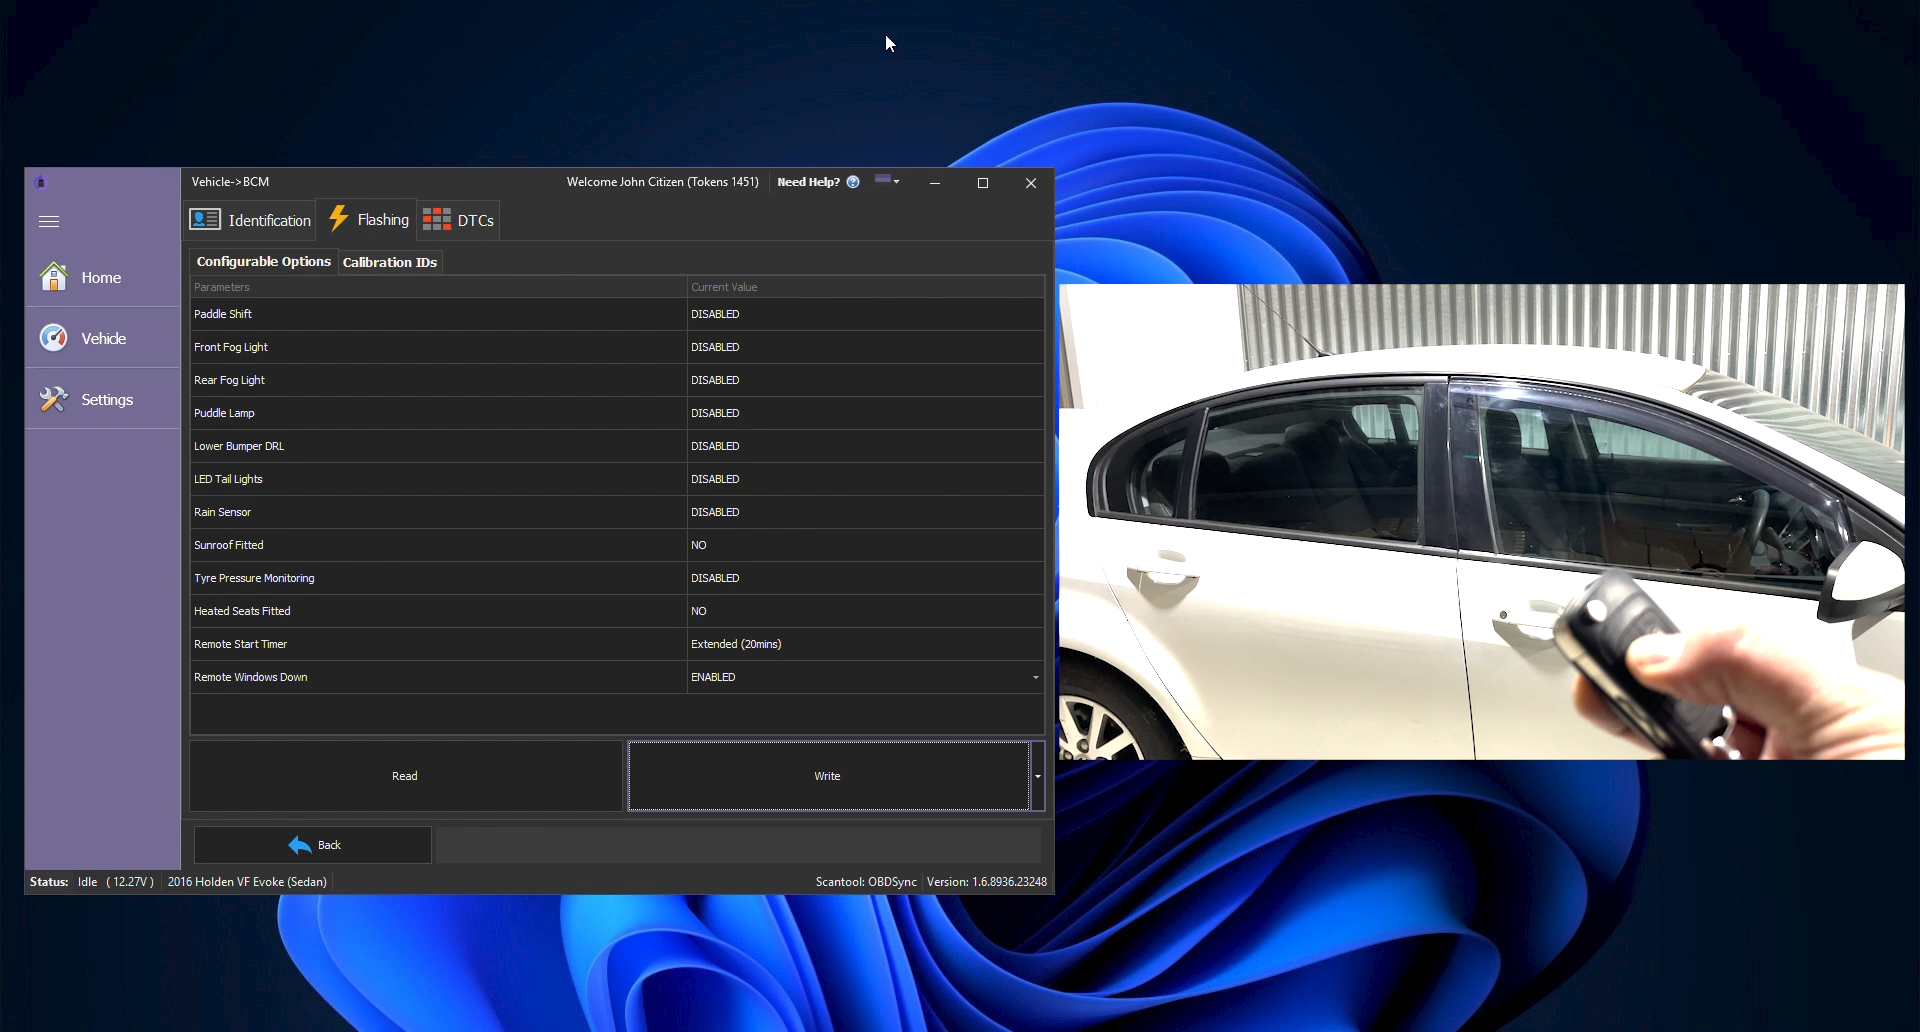 Vehicle->BCM Welcome John Citizen (Tokens 1451) Need Help?
Identification Flashing DTCs
Home
Vehicle
Settings
Configurable Options Calibration IDs
Parameters Current Value
Paddle Shift DISABLED
Front Fog Light DISABLED
Rear Fog Light DISABLED
Puddle Lamp DISABLED
Lower Bumper DRL DISABLED
LED Tail Lights DISABLED
Rain Sensor DISABLED
Sunroof Fitted NO
Tyre Pressure Monitoring DISABLED
Heated Seats Fitted NO
Remote Start Timer Extended (20mins)
Remote Windows Down ENABLED
Read Write
Back
Status: Idle ( 12.27V ) 2016 Holden VF Evoke (Sedan) Scantool: OBDSync Version: 1.6.8936.23248